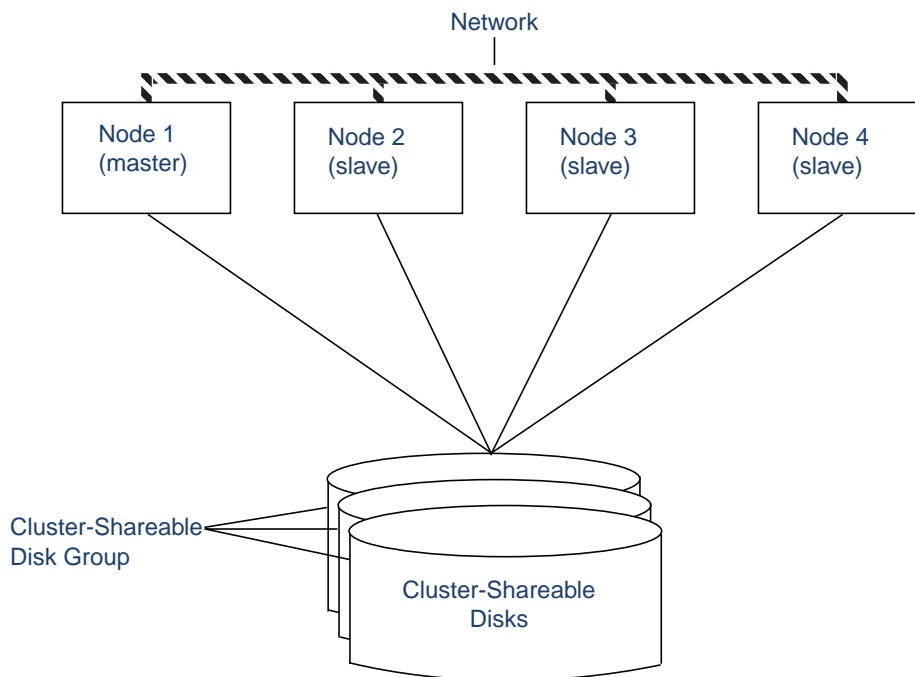 Network
Node 1
(master)
Node 2
(slave)
Node 3
(slave)
Node 4
(slave)
Cluster-Shareable
Disk Group
Cluster-Shareable
Disks